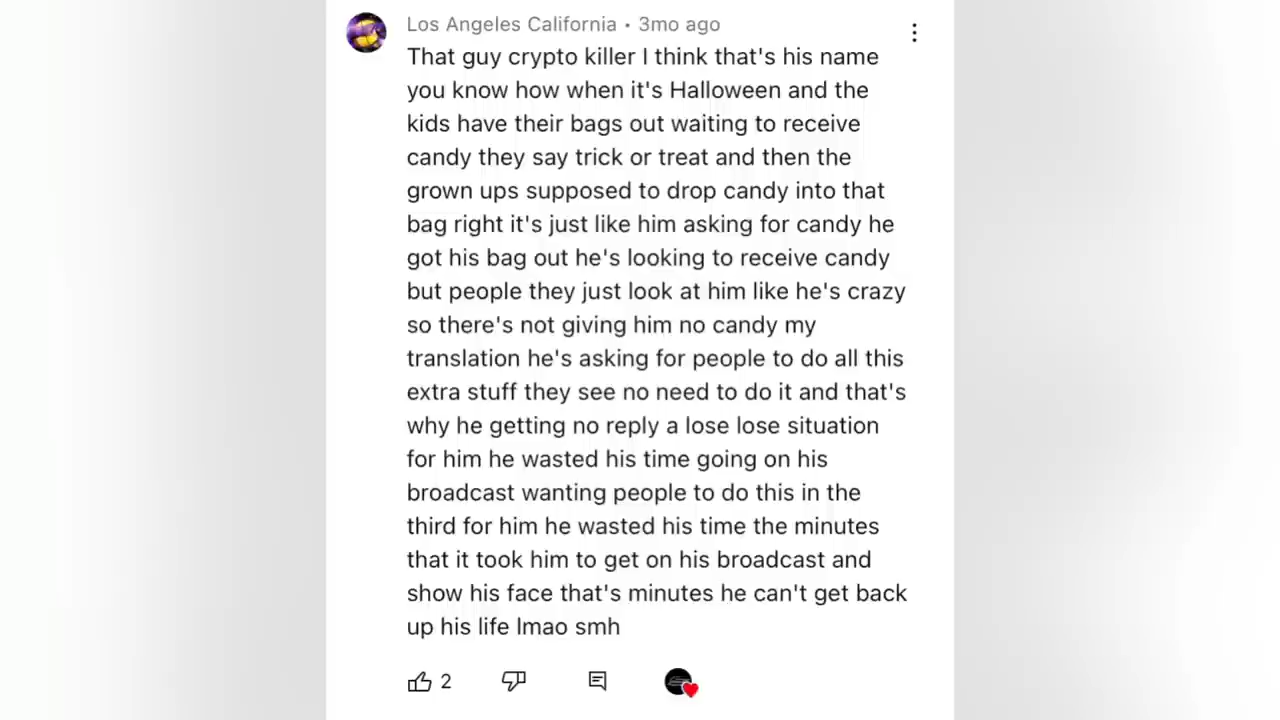 Los Angeles California • 3mo ago
That guy crypto killer I think that's his name
you know how when it's Halloween and the
kids have their bags out waiting to receive
candy they say trick or treat and then the
grown ups supposed to drop candy into that
bag right it's just like him asking for candy he
got his bag out he's looking to receive candy
but people they just look at him like he's crazy
so there's not giving him no candy my
translation he's asking for people to do all this
extra stuff they see no need to do it and that's
why he getting no reply a lose lose situation
for him he wasted his time going on his
broadcast wanting people to do this in the
third for him he wasted his time the minutes
that it took him to get on his broadcast and
show his face that's minutes he can't get back
up his life lmao smh
2